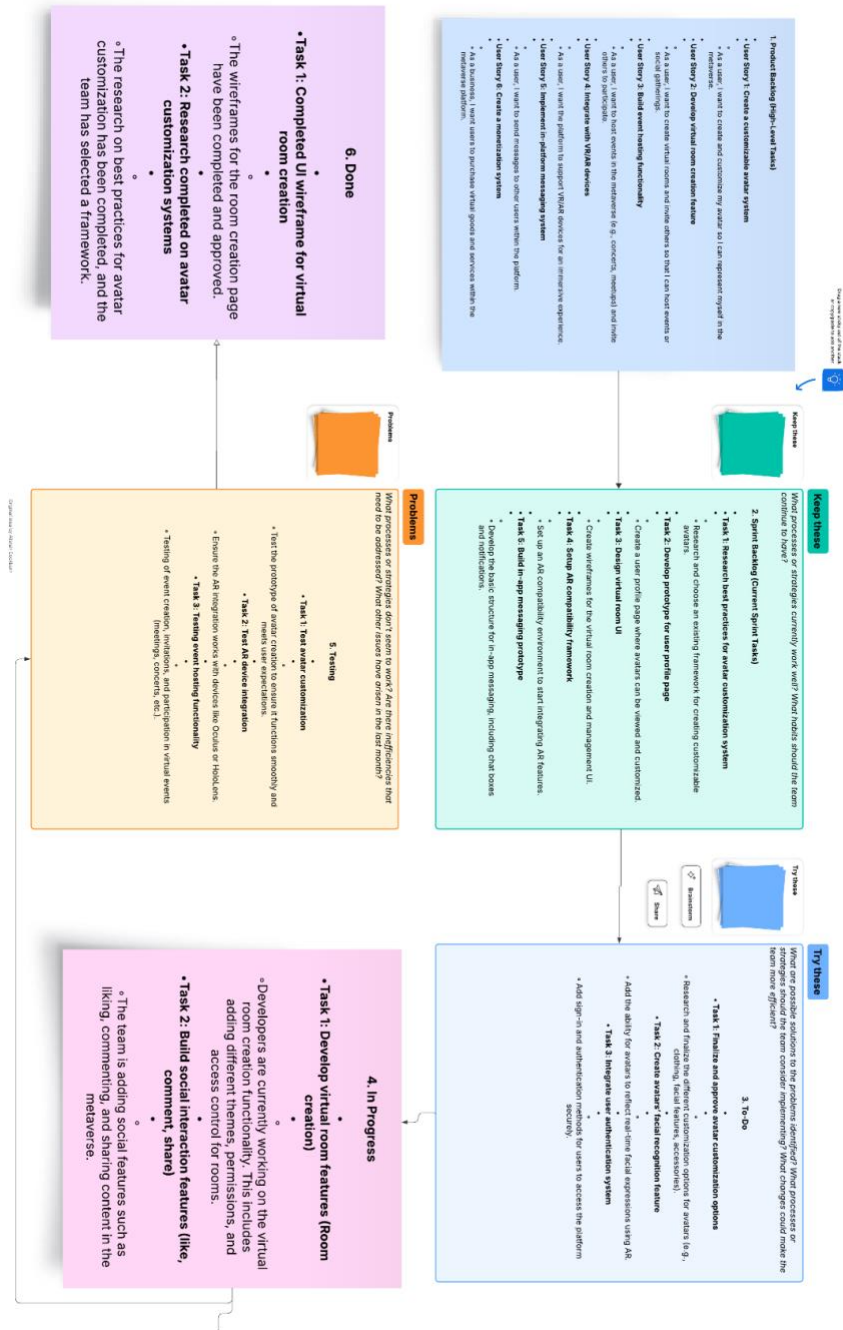 Drag a new sticky out of the stack
or copy/paste to add another
1. Product Backlog (High-Level Tasks)
• User Story 1: Create a customizable avatar system
• As a user, I want to create and customize my avatar so I can represent myself in the
metaverse.
• User Story 2: Develop virtual room creation feature
• As a user, I want to create virtual rooms and invite others so that I can host events or
social gatherings.
• User Story 3: Build event hosting functionality
• As a user, I want to host events in the metaverse (e.g., concerts, meetups) and invite
others to participate.
• User Story 4: Integrate with VR/AR devices
• As a user, I want the platform to support VR/AR devices for an immersive experience.
• User Story 5: Implement in-platform messaging system
• As a user, I want to send messages to other users within the platform.
• User Story 6: Create a monetization system
• As a business, I want users to purchase virtual goods and services within the
metaverse platform.
Keep these
Keep these
What processes or strategies currently work well? What habits should the team
continue to have?
2. Sprint Backlog (Current Sprint Tasks)
• Task 1: Research best practices for avatar customization system
• Research and choose an existing framework for creating customizable
avatars.
• Task 2: Develop prototype for user profile page
• Create a user profile page where avatars can be viewed and customized.
• Task 3: Design virtual room UI
• Create wireframes for the virtual room creation and management UI.
• Task 4: Setup AR compatibility framework
• Set up an AR compatibility environment to start integrating AR features.
• Task 5: Build in-app messaging prototype
• Develop the basic structure for in-app messaging, including chat boxes
and notifications.
Try these
Brainstorm
Share
Try these
What are possible solutions to the problems identified? What processes or
strategies should the team consider implementing? What changes could make the
team more efficient?
3. To-Do
• Task 1: Finalize and approve avatar customization options
• Research and finalize the different customization options for avatars (e.g.,
clothing, facial features, accessories).
• Task 2: Create avatars' facial recognition feature
• Add the ability for avatars to reflect real-time facial expressions using AR.
• Task 3: Integrate user authentication system
• Add sign-in and authentication methods for users to access the platform
securely.
6. Done
•Task 1: Completed UI wireframe for virtual
room creation
◦The wireframes for the room creation page
have been completed and approved.
•Task 2: Research completed on avatar
customization systems
◦The research on best practices for avatar
customization has been completed, and the
team has selected a framework.
Problems
Problems
What processes or strategies don't seem to work? Are there inefficiencies that
need to be addressed? What other issues have arisen in the last month?
5. Testing
• Task 1: Test avatar customization
• Test the prototype of avatar creation to ensure it functions smoothly and
meets user expectations.
• Task 2: Test AR device integration
• Ensure the AR integration works with devices like Oculus or HoloLens.
• Task 3: Testing event hosting functionality
• Testing of event creation, invitations, and participation in virtual events
(meetings, concerts, etc.).
4. In Progress
•Task 1: Develop virtual room features (Room
creation)
◦Developers are currently working on the virtual
room creation functionality. This includes
adding different themes, permissions, and
access control for rooms.
•Task 2: Build social interaction features (like,
comment, share)
◦The team is adding social features such as
liking, commenting, and sharing content in the
metaverse.